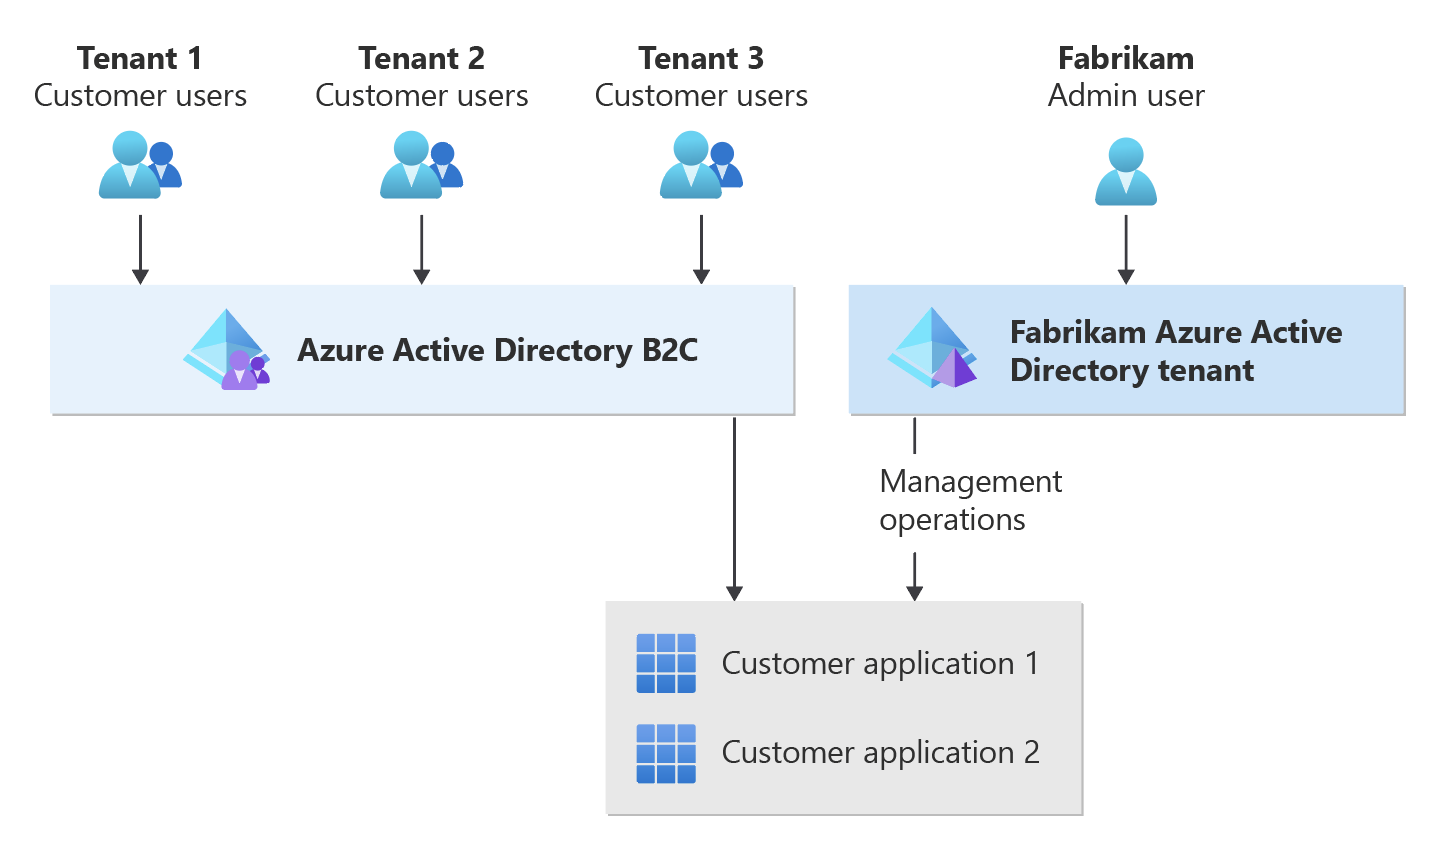 Tenant 1
Customer users
Tenant 2
Customer users
Tenant 3
Customer users
Fabrikam
Admin user
Azure Active Directory B2C
Fabrikam Azure Active
Directory tenant
Management
operations
Customer application 1
Customer application 2